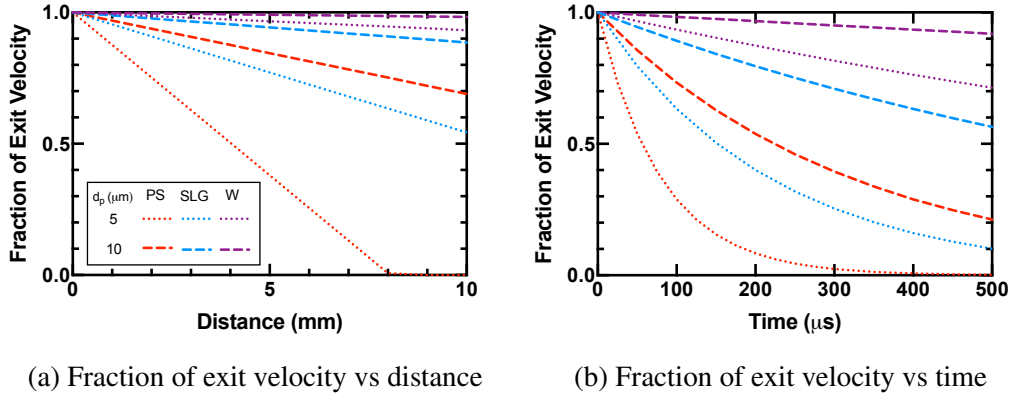 1.0
0.5
0.0
0
5
10
Fraction of Exit Velocity
Distance (mm)
dp (μm) PS SLG W
5
10
(a) Fraction of exit velocity vs distance
1.0
0.5
0.0
0 100 200 300 400 500
Fraction of Exit Velocity
Time (μs)
(b) Fraction of exit velocity vs time